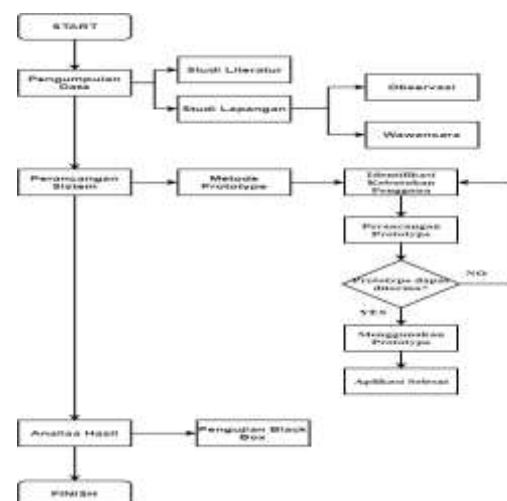 START
Pengumpulan
Data
Studi Literatur
Studi Lapangan
Observasi
Wawancara
Perancangan
Sistem
Metode
Prototype
Identifikasi
Kebutuhan
Pengguna
Perancangan
Prototype
Prototype dapat
diterima?
NO
YES
Menggunakan
Prototype
Aplikasi Selesai
Analisa Hasil
Pengujian Black
Box
FINISH